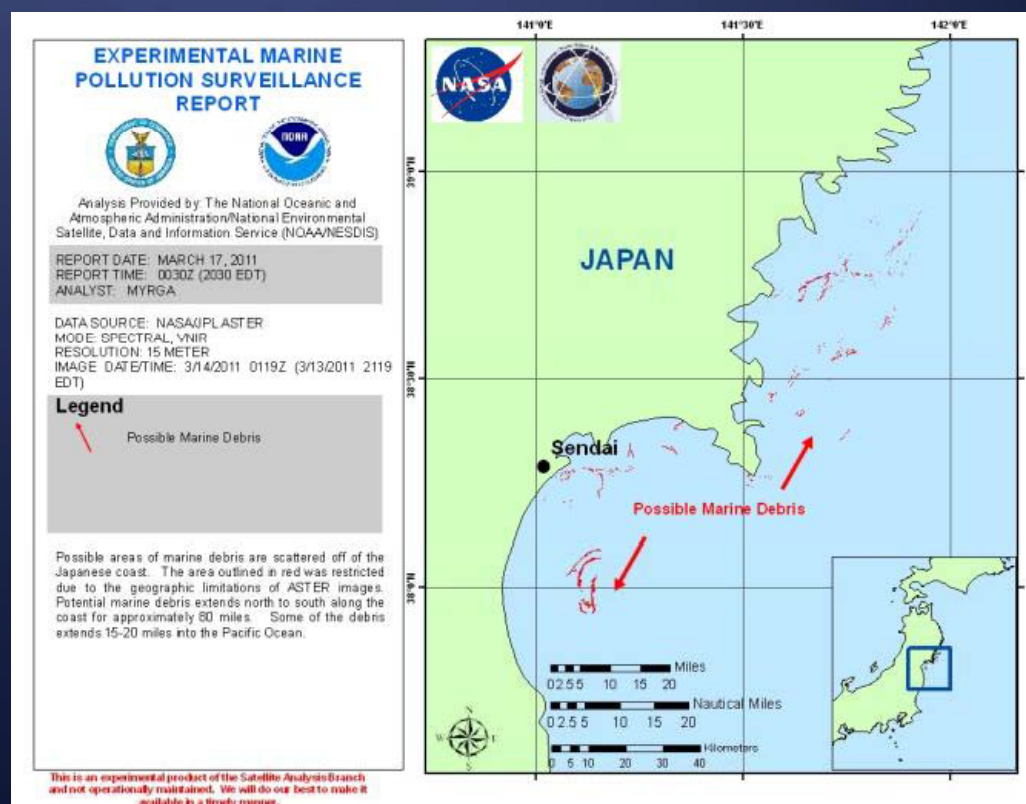 EXPERIMENTAL MARINE
POLLUTION SURVEILLANCE
REPORT
NOAA
Analysis Provided by: The National Oceanic and
Atmospheric Administration/National Environmental
Satellite, Data and Information Service (NOAA/NESDIS)
REPORT DATE: MARCH 17, 2011
REPORT TIME: 0030Z (2030 EDT)
ANALYST: MYRGA
DATA SOURCE: NASA/JPL ASTER
MODE: SPECTRAL, VNIR
RESOLUTION: 15 METER
IMAGE DATE/TIME: 3/14/2011 0119Z (3/13/2011 2119
EDT)
Legend
Possible Marine Debris
Possible areas of marine debris are scattered off of the
Japanese coast. The area outlined in red was restricted
due to the geographic limitations of ASTER images.
Potential marine debris extends north to south along the
coast for approximately 80 miles. Some of the debris
extends 15-20 miles into the Pacific Ocean.
This is an experimental product of the Satellite Analysis Branch
and not operationally maintained. We will do our best to make it
available in a timely manner.
141°0'E
141°30'E
142°0'E
39°0'N
38°30'N
38°0'N
NASA
JAPAN
Sendai
Possible Marine Debris
Miles
0 2.5 5 10 15 20
Nautical Miles
0 2.5 5 10 15 20
Kilometers
0 5 10 20 30 40
N
W
E
S